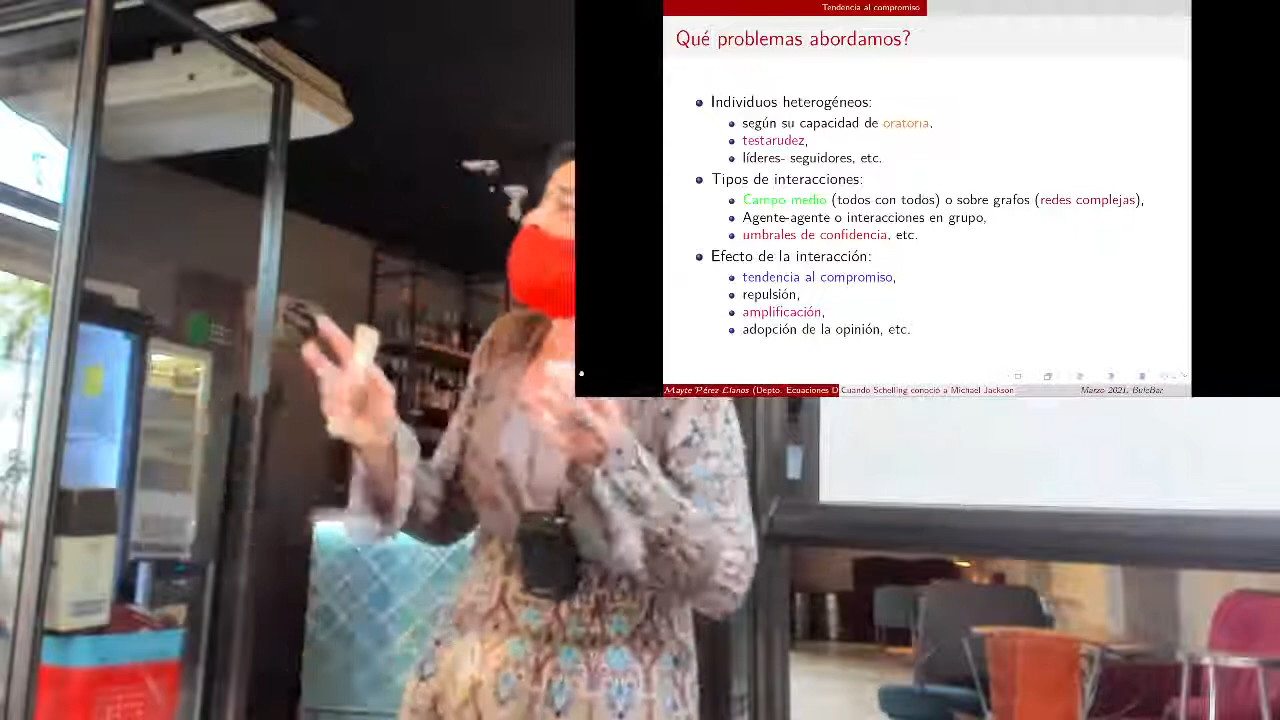 Tendencia al compromiso
Qué problemas abordamos?
Individuos heterogéneos:
según su capacidad de oratoria,
testarudez,
líderes- seguidores, etc.
Tipos de interacciones:
Campo medio (todos con todos) o sobre grafos (redes complejas),
Agente-agente o interacciones en grupo,
umbrales de confidencia, etc.
Efecto de la interacción:
tendencia al compromiso,
repulsión,
amplificación,
adopción de la opinión, etc.
Mayte Pérez Llanos (Depto. Ecuaciones D Cuando Schelling conoció a Michael Jackson Marzo 2021, BuleBar